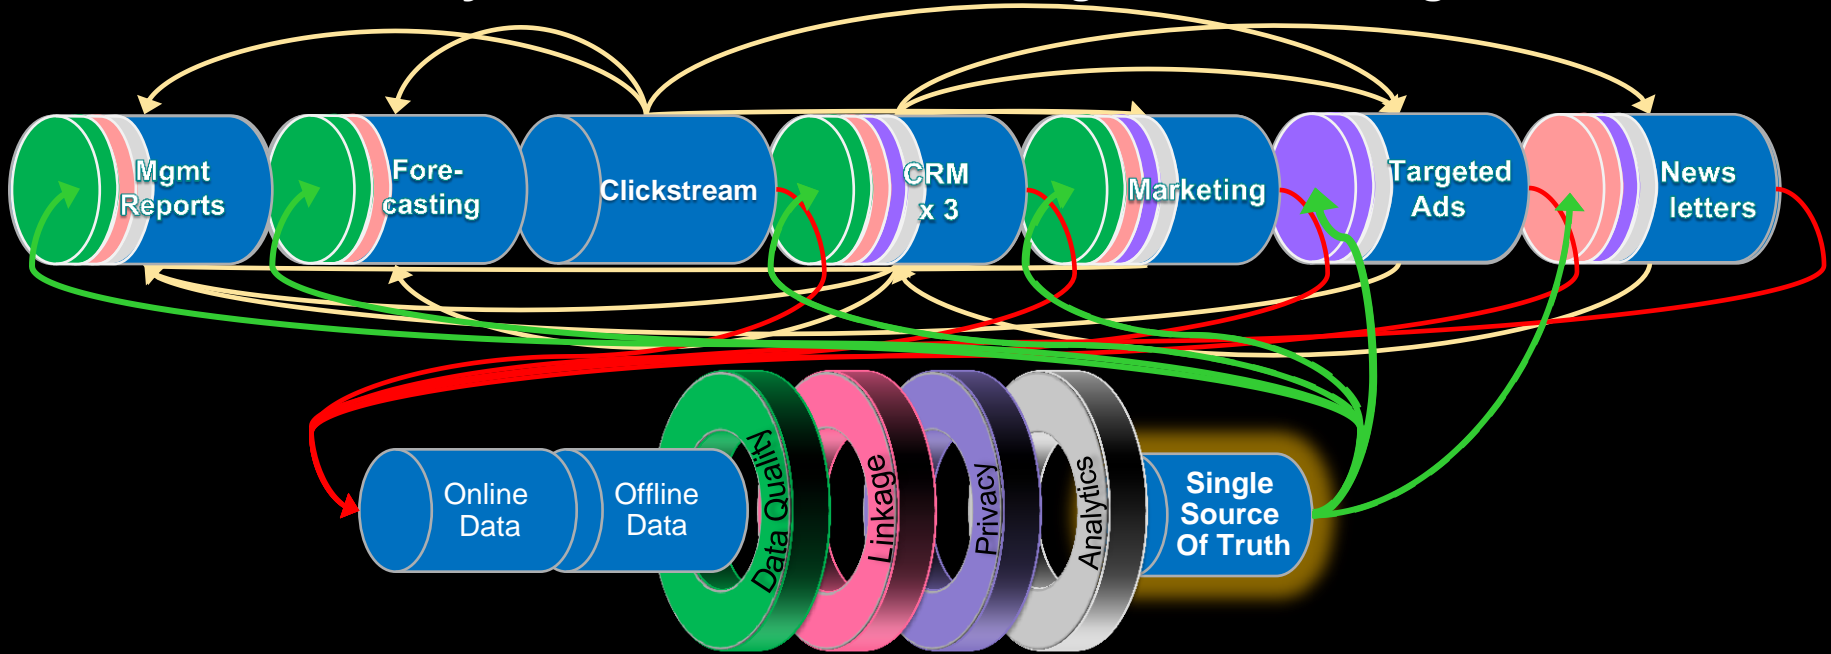 Mgmt
Reports
Fore-
casting
Clickstream
CRM
x 3
Marketing
Targeted
Ads
News
letters
Online
Data
Offline
Data
Data Quality
Linkage
Privacy
Analytics
Single
Source
Of Truth